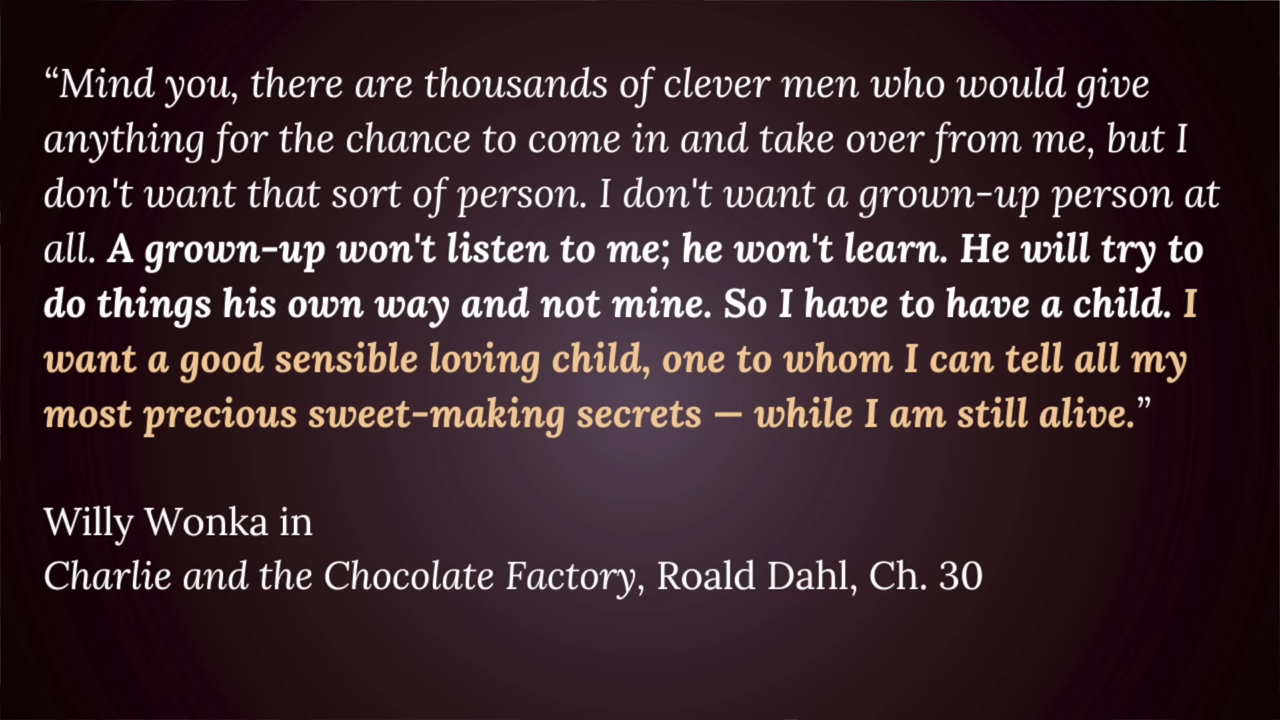 “Mind you, there are thousands of clever men who would give
anything for the chance to come in and take over from me, but I
don't want that sort of person. I don't want a grown-up person at
all. A grown-up won't listen to me; he won't learn. He will try to
do things his own way and not mine. So I have to have a child. I
want a good sensible loving child, one to whom I can tell all my
most precious sweet-making secrets — while I am still alive.”
Willy Wonka in
Charlie and the Chocolate Factory, Roald Dahl, Ch. 30